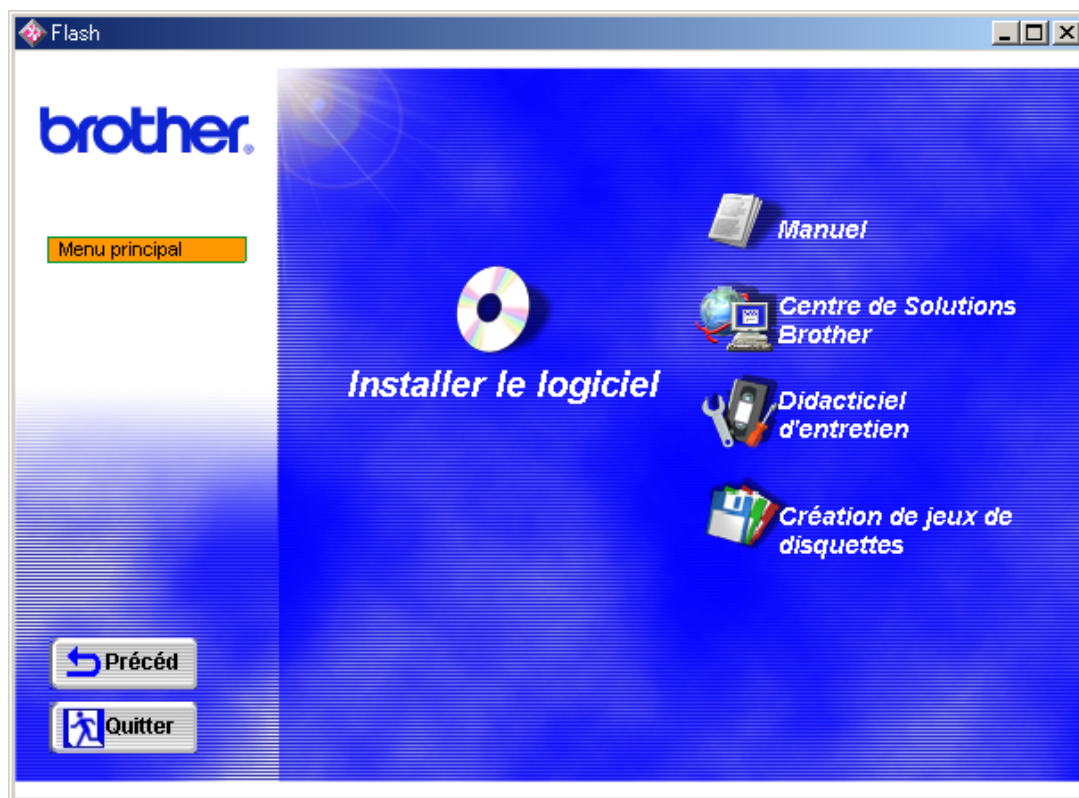 Flash
brother®
Menu principal
Installer le logiciel
Manuel
Centre de Solutions
Brother
Didacticiel
d'entretien
Création de jeux de
disquettes
Précéd
Quitter